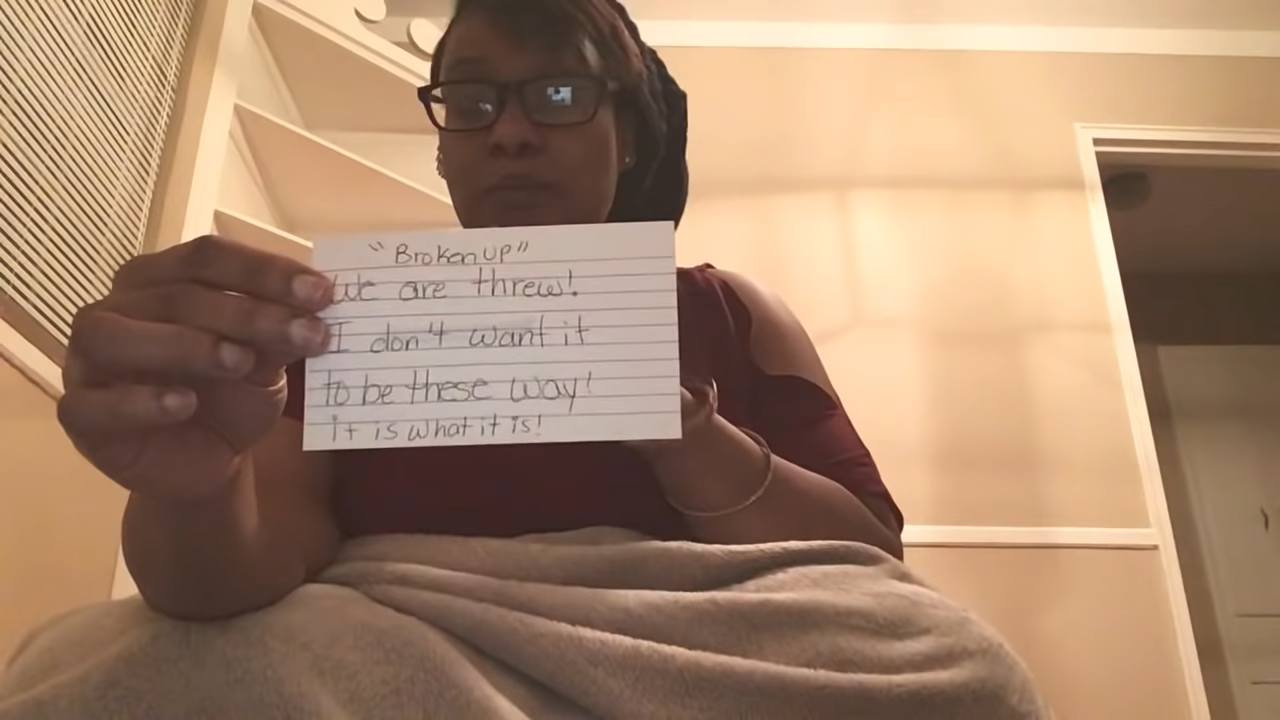 "Broken up"
We are threw!
I don't want it
to be these way!
it is what it is!